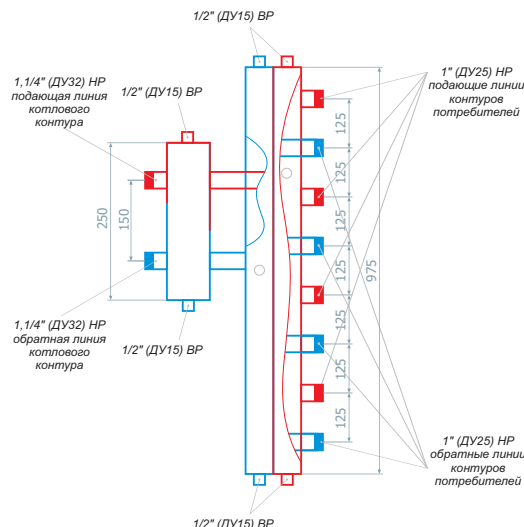 1/2" (ДУ15) ВР
1,1/4" (ДУ32) НР
подающая линия
котлового
контура
1/2" (ДУ15) ВР
1" (ДУ25) НР
подающие линии
контуров
потребителей
125
125
125
125
125
125
125
975
250
150
1,1/4" (ДУ32) НР
обратная линия
котлового
контура
1/2" (ДУ15) ВР
1" (ДУ25) НР
обратные линии
контуров
потребителей
1/2" (ДУ15) ВР